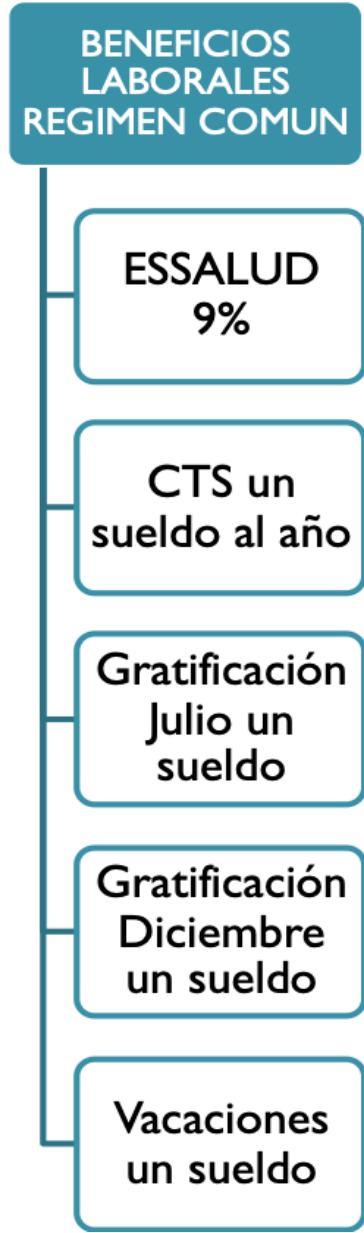 BENEFICIOS
LABORALES
REGIMEN COMUN
ESSALUD
9%
CTS un
sueldo al año
Gratificación
Julio un
sueldo
Gratificación
Diciembre
un sueldo
Vacaciones
un sueldo